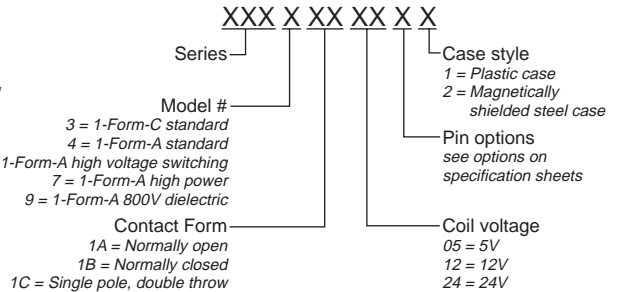 XXX X XX XX X X
Series
Case style
1 = Plastic case
2 = Magnetically
shielded steel case
Model #
3 = 1-Form-C standard
4 = 1-Form-A standard
1-Form-A high voltage switching
7 = 1-Form-A high power
9 = 1-Form-A 800V dielectric
Pin options
see options on
specification sheets
Contact Form
1A = Normally open
1B = Normally closed
1C = Single pole, double throw
Coil voltage
05 = 5V
12 = 12V
24 = 24V